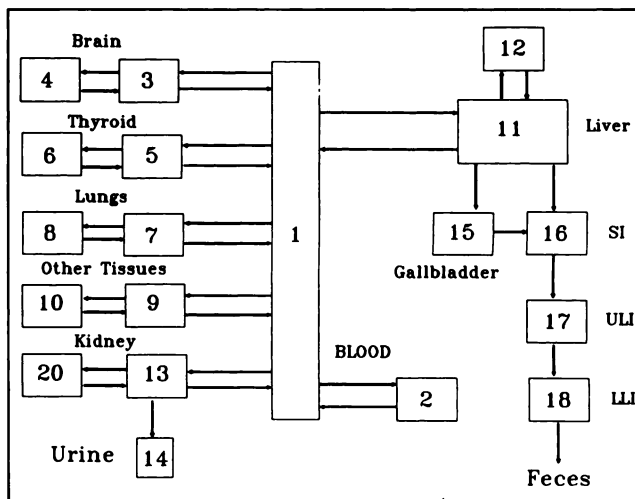 Brain
4 3
Thyroid
6 5
Lungs
8 7
Other Tissues
10 9
Kidney
20 13
Urine 14
1
BLOOD
2
12
11 Liver
15 16 SI
Gallbladder
17 ULI
18 LLI
Feces